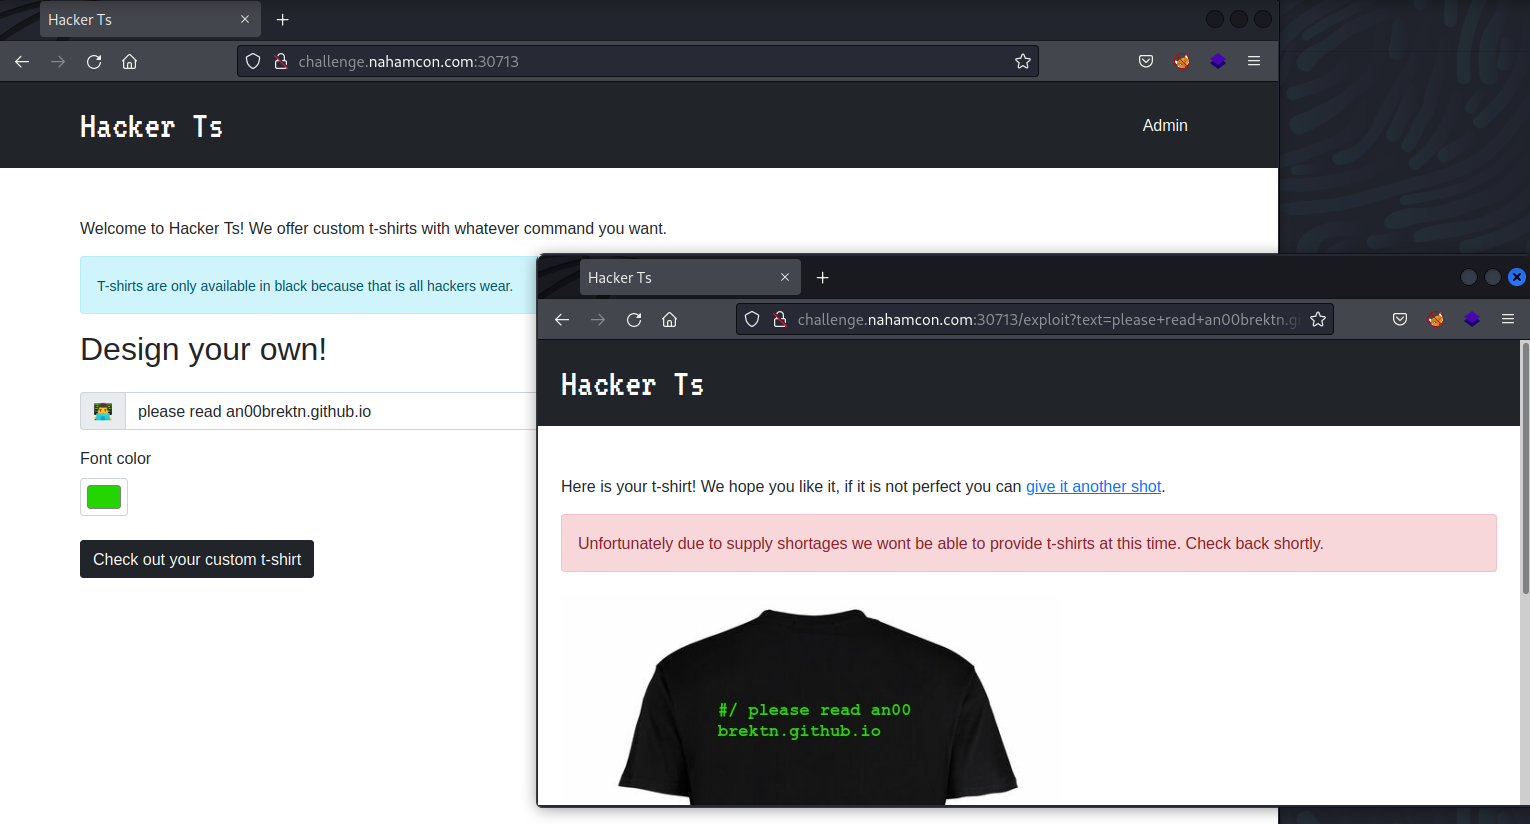 Hacker Ts
challenge.nahamcon.com:30713
Hacker Ts
Admin
Welcome to Hacker Ts! We offer custom t-shirts with whatever command you want.
T-shirts are only available in black because that is all hackers wear.
Design your own!
please read an00brektn.github.io
Font color
Check out your custom t-shirt
Hacker Ts
challenge.nahamcon.com:30713/exploit?text=please+read+an00brektn.gi
Hacker Ts
Here is your t-shirt! We hope you like it, if it is not perfect you can give it another shot.
Unfortunately due to supply shortages we wont be able to provide t-shirts at this time. Check back shortly.
#/ please read an00
brektn.github.io